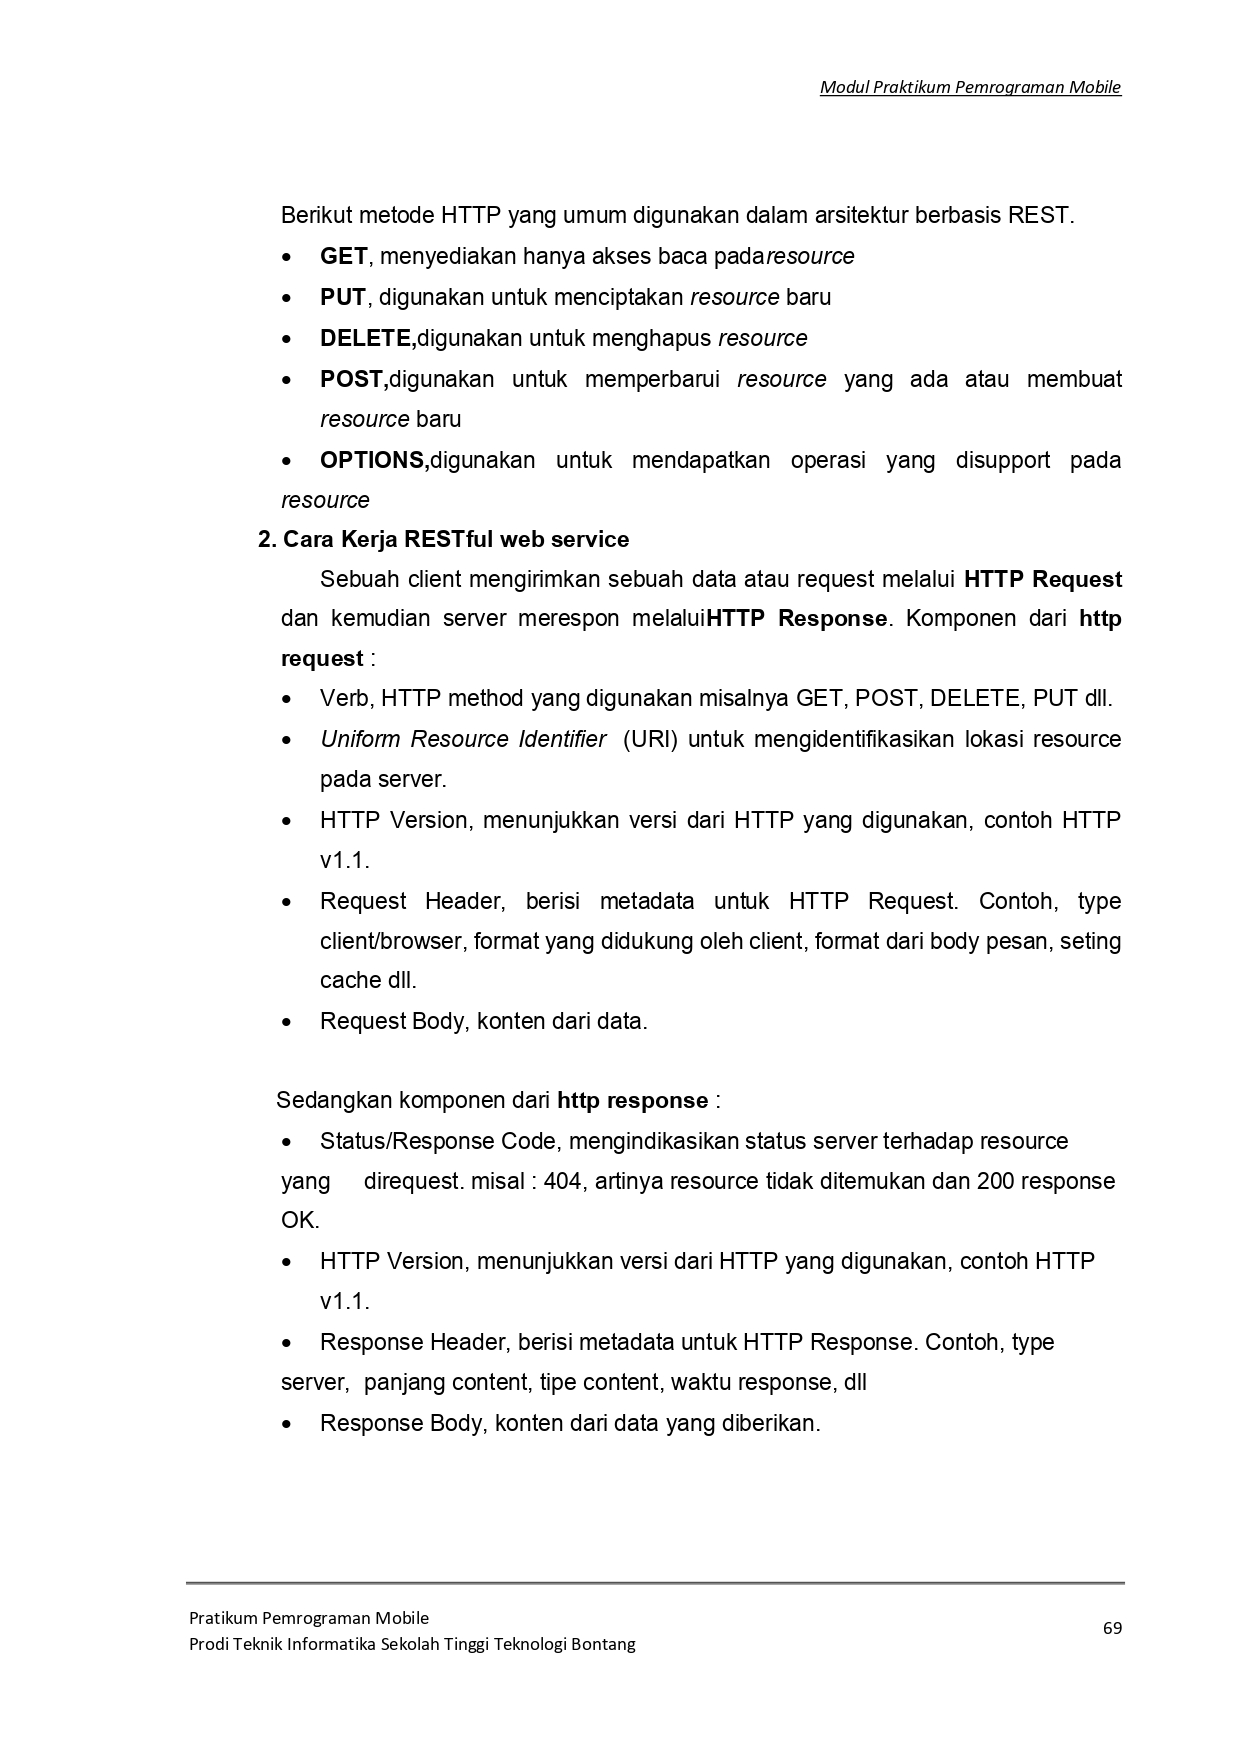 Modul Praktikum Pemrograman Mobile
Berikut metode HTTP yang umum digunakan dalam arsitektur berbasis REST.
• GET, menyediakan hanya akses baca padaresource
• PUT, digunakan untuk menciptakan resource baru
• DELETE,digunakan untuk menghapus resource
• POST,digunakan untuk memperbarui resource yang ada atau membuat
resource baru
• OPTIONS,digunakan untuk mendapatkan operasi yang disupport pada
resource
2. Cara Kerja RESTful web service
Sebuah client mengirimkan sebuah data atau request melalui HTTP Request
dan kemudian server merespon melaluiHTTP Response. Komponen dari http
request :
• Verb, HTTP method yang digunakan misalnya GET, POST, DELETE, PUT dll.
• Uniform Resource Identifier (URI) untuk mengidentifikasikan lokasi resource
pada server.
• HTTP Version, menunjukkan versi dari HTTP yang digunakan, contoh HTTP
v1.1.
• Request Header, berisi metadata untuk HTTP Request. Contoh, type
client/browser, format yang didukung oleh client, format dari body pesan, seting
cache dll.
• Request Body, konten dari data.
Sedangkan komponen dari http response :
• Status/Response Code, mengindikasikan status server terhadap resource
yang direquest. misal : 404, artinya resource tidak ditemukan dan 200 response
OK.
• HTTP Version, menunjukkan versi dari HTTP yang digunakan, contoh HTTP
v1.1.
• Response Header, berisi metadata untuk HTTP Response. Contoh, type
server, panjang content, tipe content, waktu response, dll
• Response Body, konten dari data yang diberikan.
Pratikum Pemrograman Mobile
Prodi Teknik Informatika Sekolah Tinggi Teknologi Bontang
69